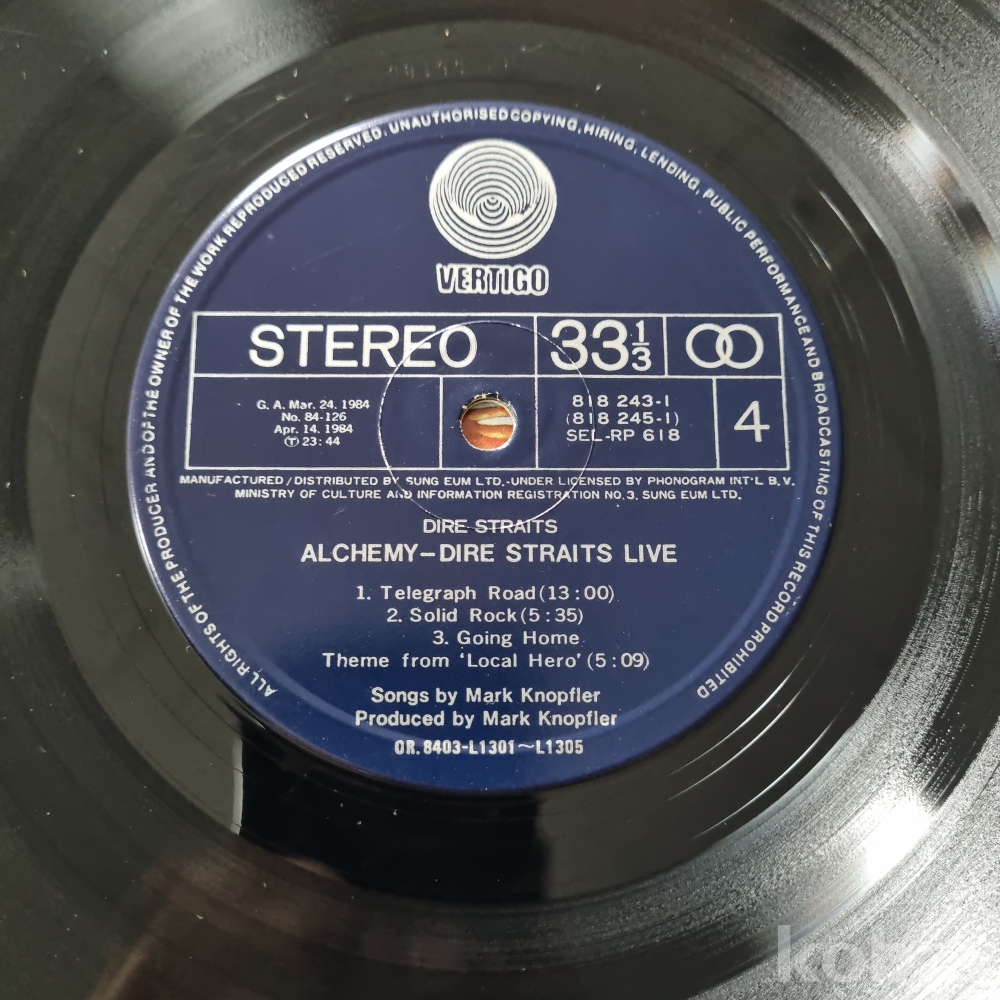 ALL RIGHTS OF THE PRODUCER AND OF THE OWNER OF THE WORK REPRODUCED RESERVED. UNAUTHORISED COPYING, HIRING, LENDING, PUBLIC PERFORMANCE AND BROADCASTING OF THIS RECORD PROHIBITED
VERTIGO
STEREO 33 1/3
G. A. Mar. 24. 1984
No. 84-126
Apr. 14. 1984
Ⓣ 23:44
818 243-1
(818 245-1)
SEL-RP 618
4
MANUFACTURED/DISTRIBUTED BY SUNG EUM LTD.-UNDER LICENSED BY PHONOGRAM INT'L B.V.
MINISTRY OF CULTURE AND INFORMATION REGISTRATION NO.3, SUNG EUM LTD.
DIRE STRAITS
ALCHEMY-DIRE STRAITS LIVE
1. Telegraph Road(13:00)
2. Solid Rock(5:35)
3. Going Home
Theme from 'Local Hero'(5:09)
Songs by Mark Knopfler
Produced by Mark Knopfler
OR. 8403-L1301~L1305